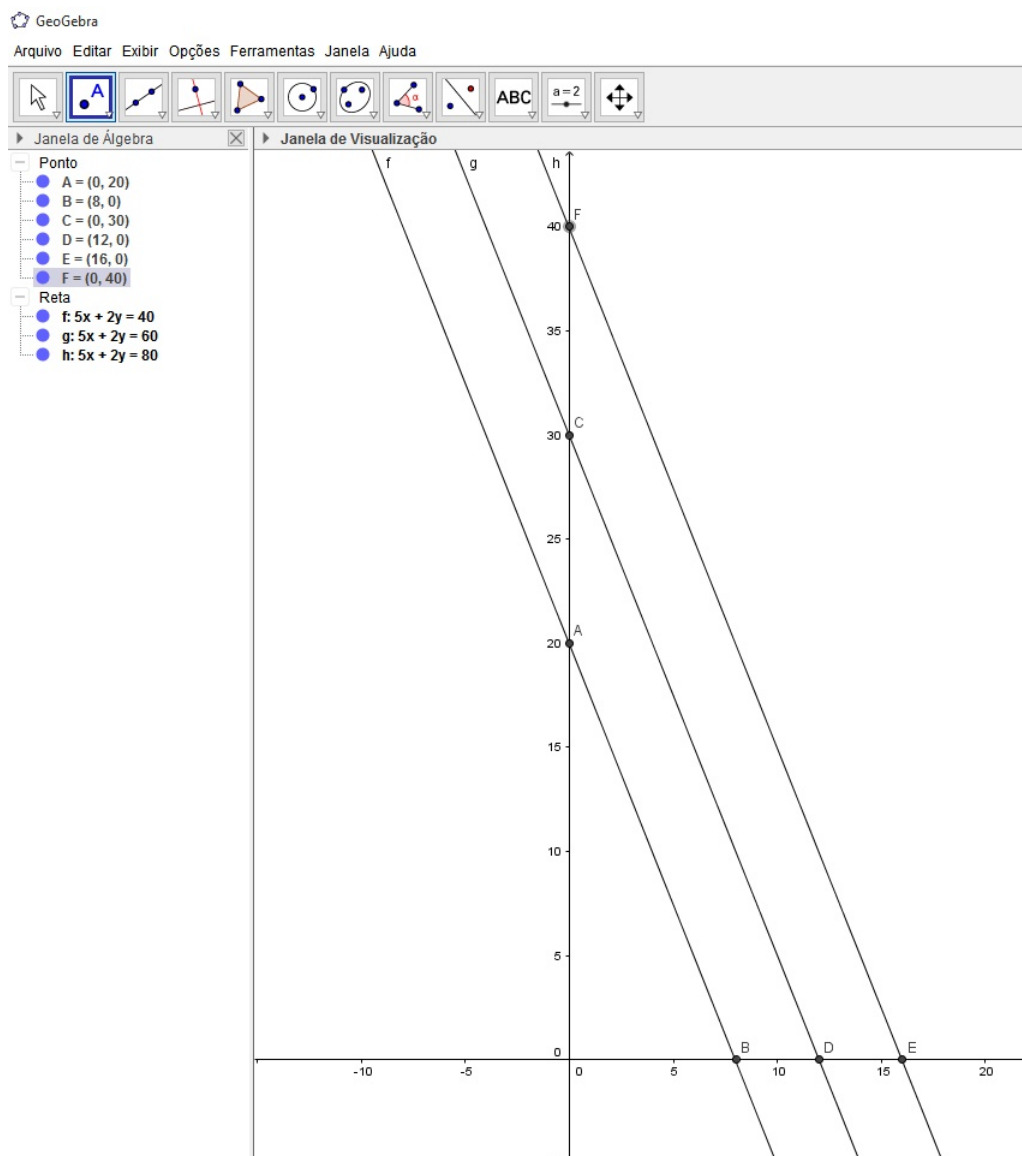 GeoGebra
Arquivo Editar Exibir Opções Ferramentas Janela Ajuda
A α ABC a = 2
Janela de Álgebra
Ponto
A = (0, 20)
B = (8, 0)
C = (0, 30)
D = (12, 0)
E = (16, 0)
F = (0, 40)
Reta
f: 5x + 2y = 40
g: 5x + 2y = 60
h: 5x + 2y = 80
Janela de Visualização
f g h
F
40
35
C
30
25
A
20
15
10
5
0 B D E
-10 -5 0 5 10 15 20